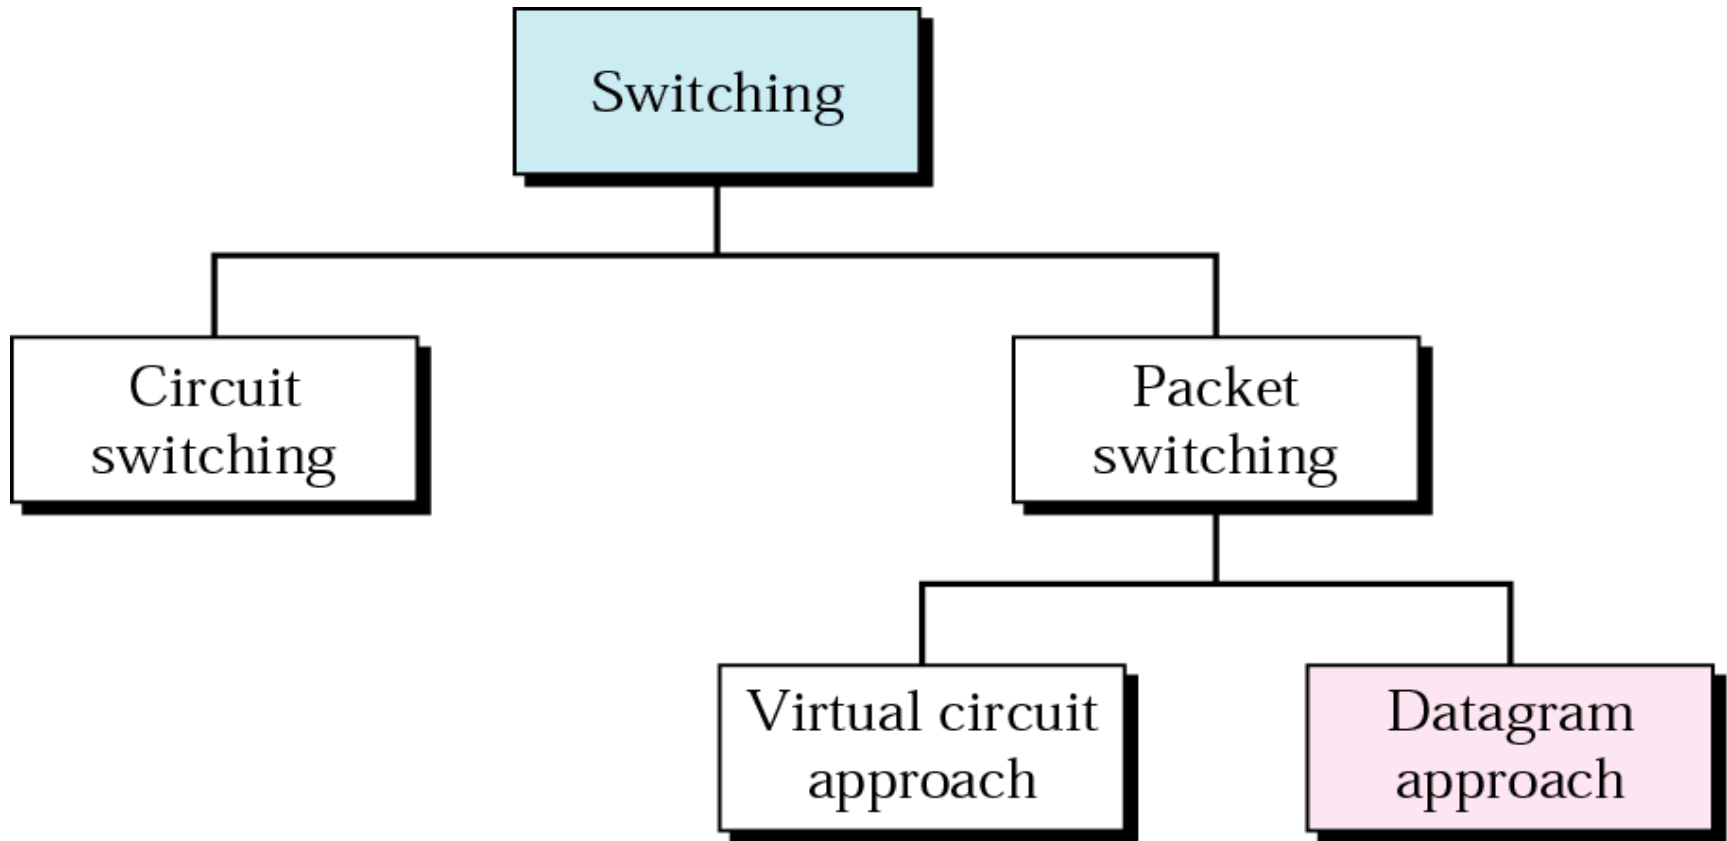 Switching
Circuit
switching
Packet
switching
Virtual circuit
approach
Datagram
approach